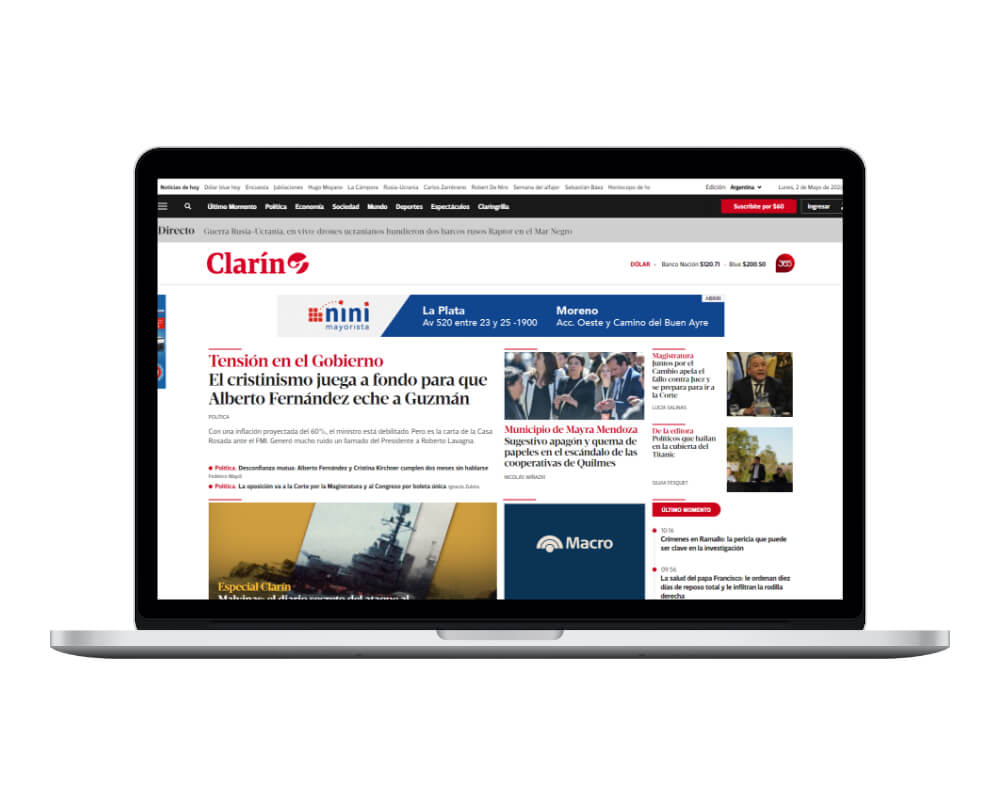 Noticias de hoy Dólar blue hoy Encuesta Jubilaciones Hugo Moyano La Cámpora Rusia-Ucrania Carlos Zambrano Robert De Niro Semana del alfajor Sebastián Báez Horóscopo de ho
Edición Argentina Lunes, 2 de Mayo de 202
Último Momento Política Economía Sociedad Mundo Deportes Espectáculos Claringrilla
Suscribite por $60 Ingresar
Directo Guerra Rusia-Ucrania, en vivo: drones ucranianos hundieron dos barcos rusos Raptor en el Mar Negro
Clarín
DÓLAR - Banco Nación $120.71 - Blue $200.50
365
nini
mayorista
La Plata
Av 520 entre 23 y 25 -1900
Moreno
Acc. Oeste y Camino del Buen Ayre
Tensión en el Gobierno
El cristinismo juega a fondo para que
Alberto Fernández eche a Guzmán
POLÍTICA
Con una inflación proyectada del 60%, el ministro está debilitado. Pero es la carta de la Casa
Rosada ante el FMI. Generó mucho ruido un llamado del Presidente a Roberto Lavagna.
Política. Desconfianza mutua: Alberto Fernández y Cristina Kirchner cumplen dos meses sin hablarse
Federico Mayol
Política. La oposición va a la Corte por la Magistratura y al Congreso por boleta única Ignacio Zuleta
Municipio de Mayra Mendoza
Sugestivo apagón y quema de
papeles en el escándalo de las
cooperativas de Quilmes
NICOLÁS WIÑAZKI
Magistratura
Juntos por el
Cambio apela el
fallo contra Juez y
se prepara para ir a
la Corte
LUCÍA SALINAS
De la editora
Políticos que bailan
en la cubierta del
Titanic
SILVIA FESQUET
Especial Clarín
Malvinas: el diario secreto del ataque al
Macro
ÚLTIMO MOMENTO
10:16
Crímenes en Ramallo: la pericia que puede
ser clave en la investigación
09:56
La salud del papa Francisco: le ordenan diez
días de reposo total y le infiltran la rodilla
derecha